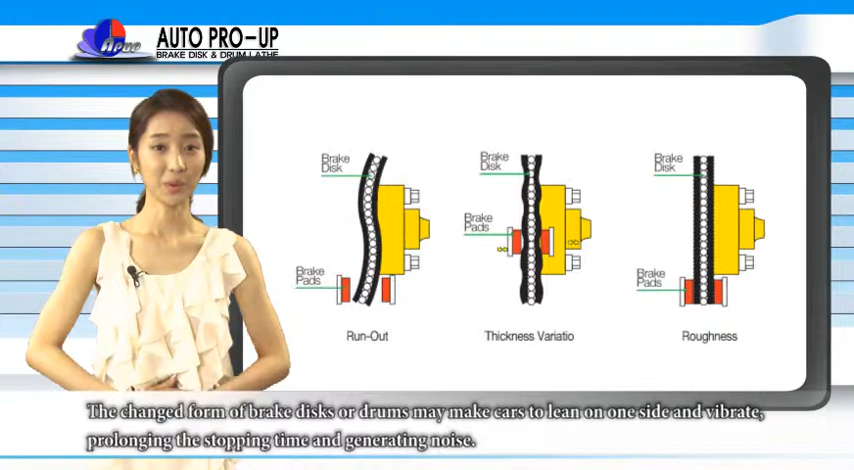 Apup
AUTO PRO-UP
BRAKE DISK & DRUM LATHE
Brake
Disk
Brake
Pads
Run-Out
Brake
Disk
Brake
Pads
Thickness Variatio
Brake
Disk
Brake
Pads
Roughness
The changed form of brake disks or drums may make cars to lean on one side and vibrate,
prolonging the stopping time and generating noise.